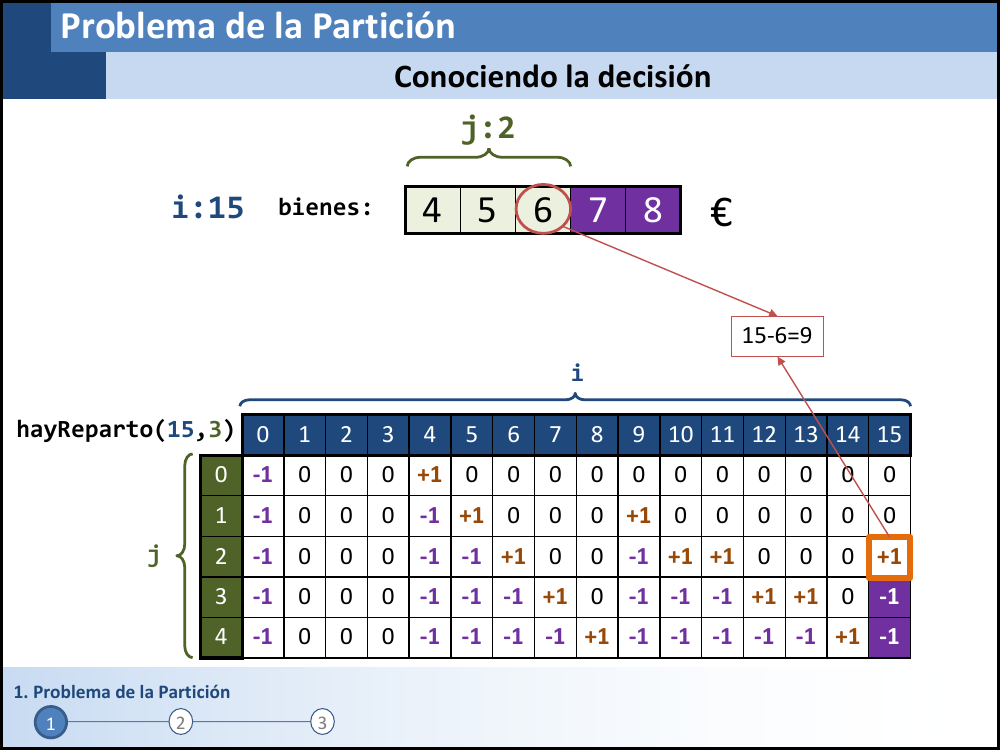 Problema de la Partición
Conociendo la decisión
j:2
i:15 bienes: 4 5 6 7 8 €
15-6=9
i
hayReparto(15,3) 0 1 2 3 4 5 6 7 8 9 10 11 12 13 14 15
0 -1 0 0 0 +1 0 0 0 0 0 0 0 0 0 0 0
1 -1 0 0 0 -1 +1 0 0 0 +1 0 0 0 0 0 0
j 2 -1 0 0 0 -1 -1 +1 0 0 -1 +1 +1 0 0 0 +1
3 -1 0 0 0 -1 -1 -1 +1 0 -1 -1 -1 +1 +1 0 -1
4 -1 0 0 0 -1 -1 -1 -1 +1 -1 -1 -1 -1 -1 +1 -1
1. Problema de la Partición
1 2 3